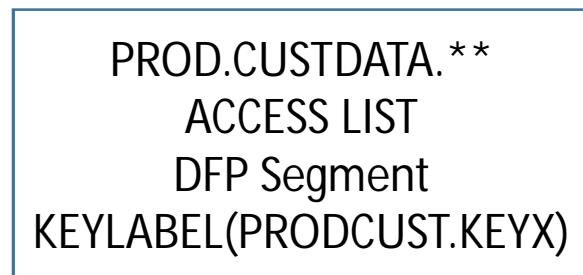 PROD.CUSTDATA.**
ACCESS LIST
DFP Segment
KEYLABEL(PRODCUST.KEYX)